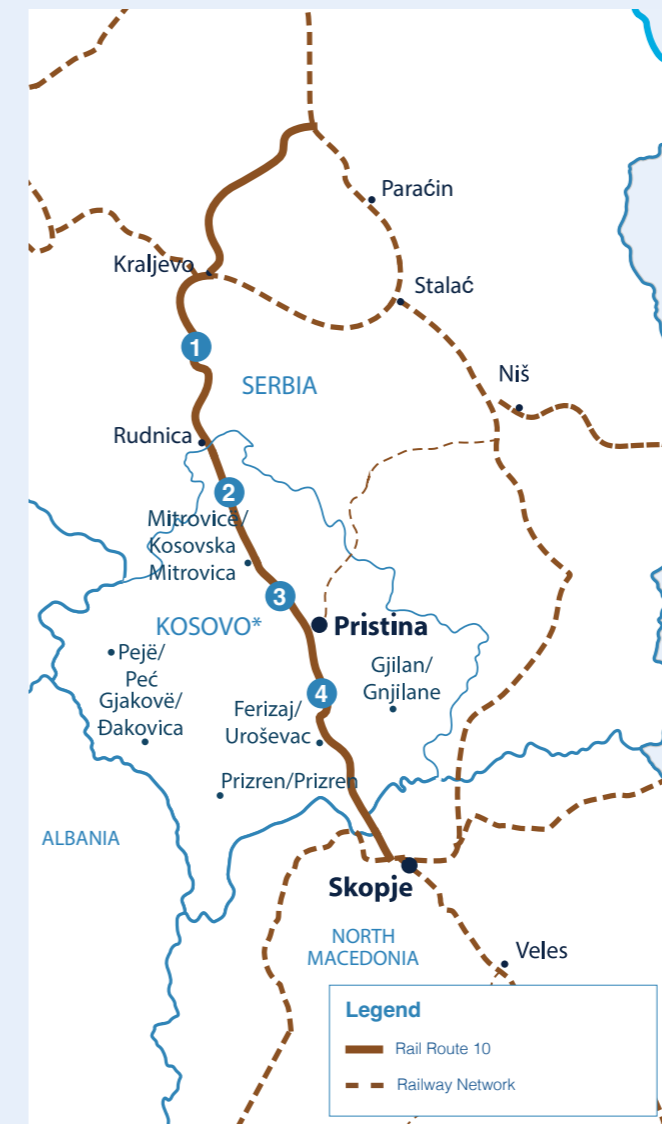 Paraćin
Kraljevo
Stalać
1
SERBIA
Niš
Rudnica
2
Mitrovicë/
Kosovska
Mitrovica
3
KOSOVO*
Pristina
Pejë/
Peć
Gjakovë/
Đakovica
Gjilan/
Gnjilane
4
Ferizaj/
Uroševac
Prizren/Prizren
ALBANIA
Skopje
NORTH
MACEDONIA
Veles
Legend
Rail Route 10
Railway Network